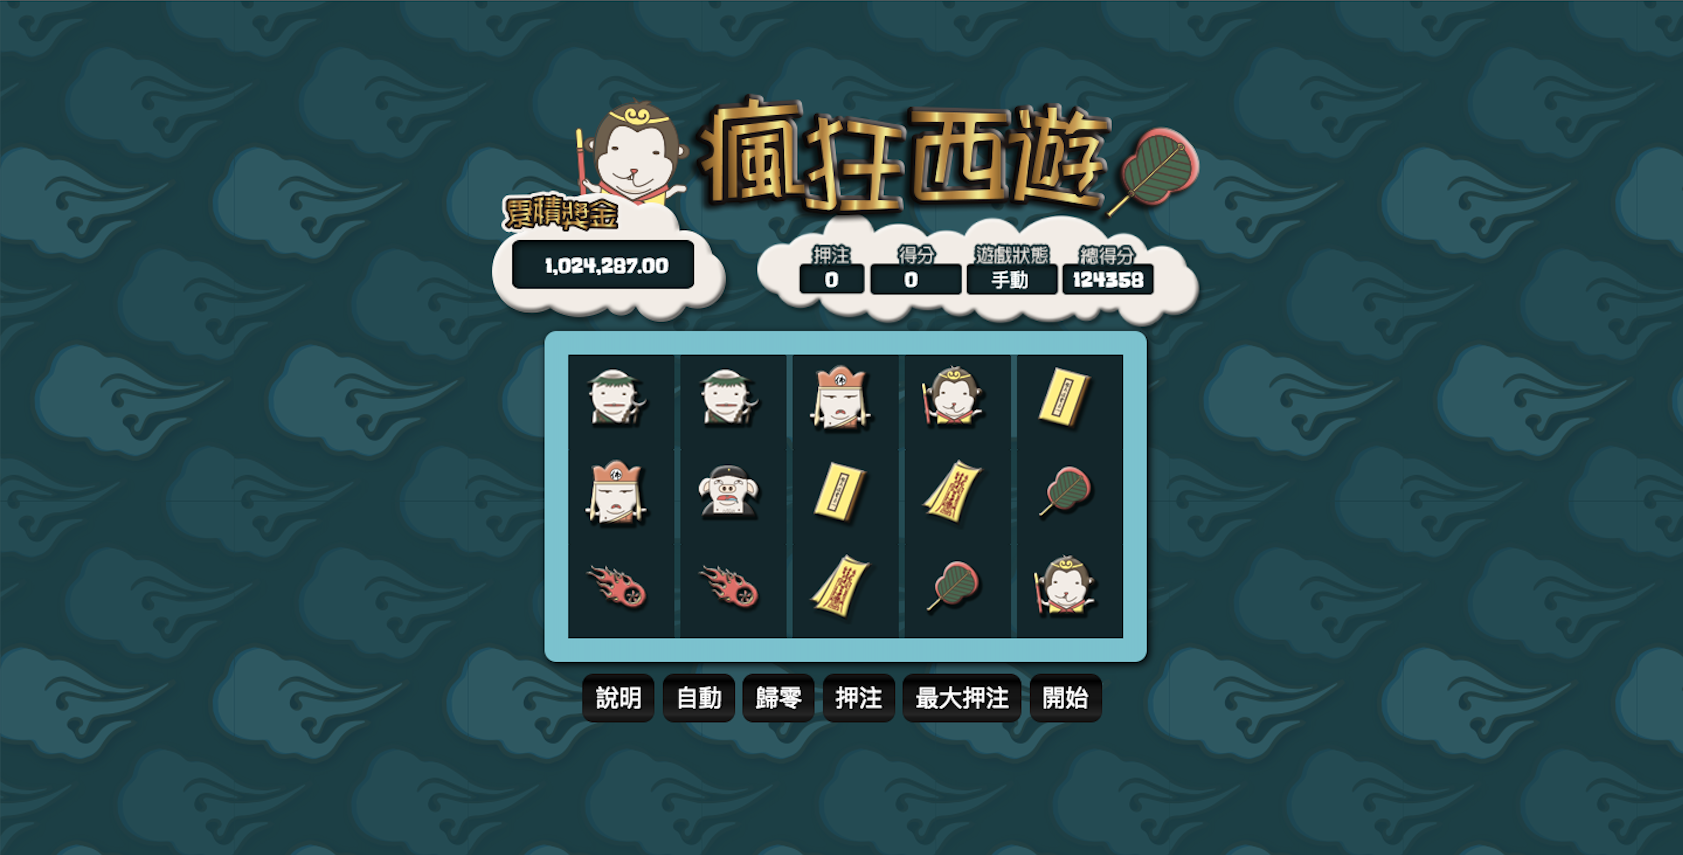 瘋狂西遊
累積獎金
1,024,287.00
押注 得分 遊戲狀態 總得分
0 0 手動 124358
說明 自動 歸零 押注 最大押注 開始